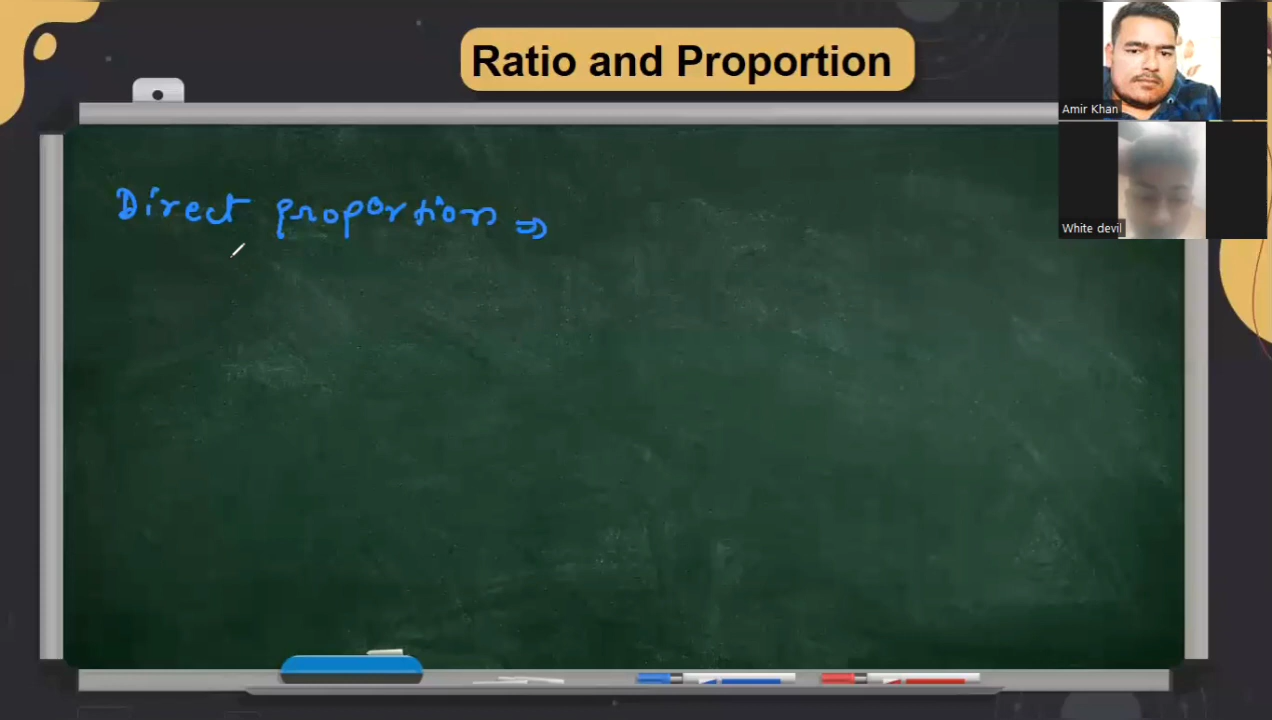 Ratio and Proportion
Amir Khan
Direct proportion ⇒
White devil